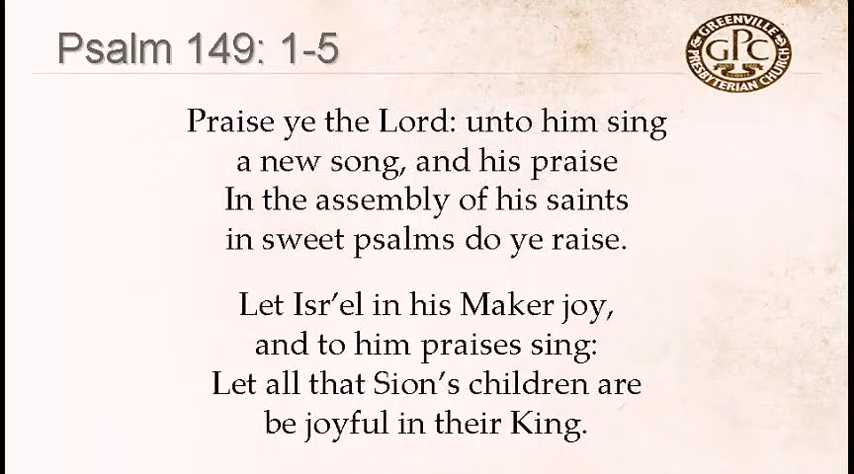 Psalm 149: 1-5
GREENVILLE
GPC
PRESBYTERIAN CHURCH
Praise ye the Lord: unto him sing
a new song, and his praise
In the assembly of his saints
in sweet psalms do ye raise.
Let Isr’el in his Maker joy,
and to him praises sing:
Let all that Sion’s children are
be joyful in their King.